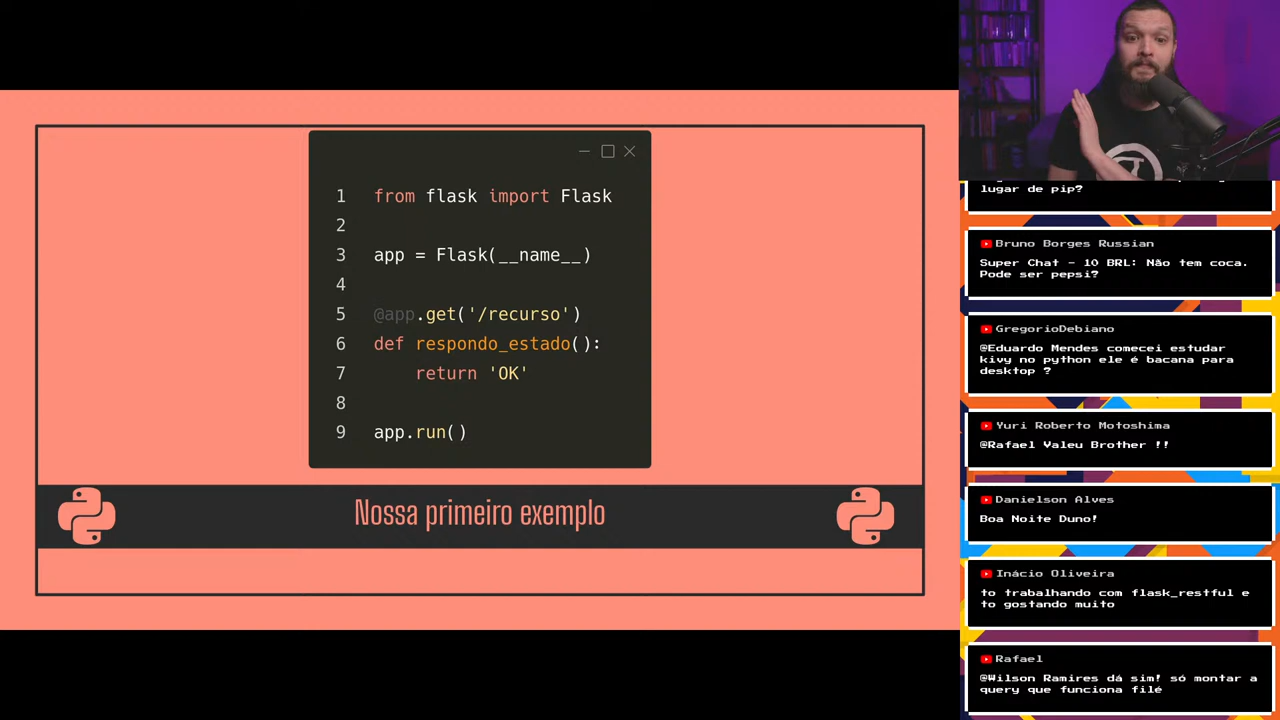 1 from flask import Flask
2
3 app = Flask(__name__)
4
5 @app.get('/recurso')
6 def respondo_estado():
7     return 'OK'
8
9 app.run()
Nossa primeiro exemplo
lugar de pip?
Bruno Borges Russian
Super Chat - 10 BRL: Não tem coca.
Pode ser pepsi?
GregorioDebiano
@Eduardo Mendes comecei estudar
kivy no python ele é bacana para
desktop ?
Yuri Roberto Motoshima
@Rafael Valeu Brother !!
Danielson Alves
Boa Noite Duno!
Inácio Oliveira
to trabalhando com flask_restful e
to gostando muito
Rafael
@Wilson Ramires dá sim! só montar a
query que funciona filé